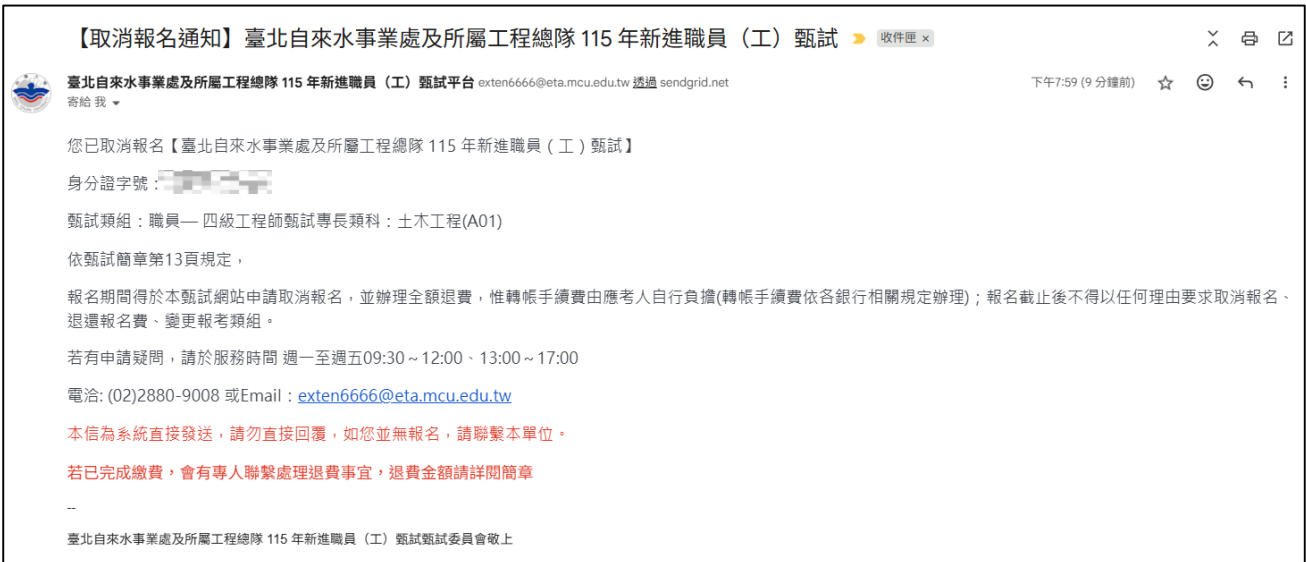 【取消報名通知】臺北自來水事業處及所屬工程總隊 115 年新進職員（工）甄試 收件匣 ×
臺北自來水事業處及所屬工程總隊 115 年新進職員（工）甄試平台 exten6666@eta.mcu.edu.tw 透過 sendgrid.net 下午7:59 (9 分鐘前)
寄給 我
您已取消報名【臺北自來水事業處及所屬工程總隊 115 年新進職員（工）甄試】
身分證字號：
甄試類組：職員— 四級工程師甄試專長類科：土木工程(A01)
依甄試簡章第13頁規定，
報名期間得於本甄試網站申請取消報名，並辦理全額退費，惟轉帳手續費由應考人自行負擔(轉帳手續費依各銀行相關規定辦理)；報名截止後不得以任何理由要求取消報名、
退還報名費、變更報考類組。
若有申請疑問，請於服務時間 週一至週五09:30～12:00、13:00～17:00
電洽: (02)2880-9008 或Email：exten6666@eta.mcu.edu.tw
本信為系統直接發送，請勿直接回覆，如您並無報名，請聯繫本單位。
若已完成繳費，會有專人聯繫處理退費事宜，退費金額請詳閱簡章
--
臺北自來水事業處及所屬工程總隊 115 年新進職員（工）甄試甄試委員會敬上